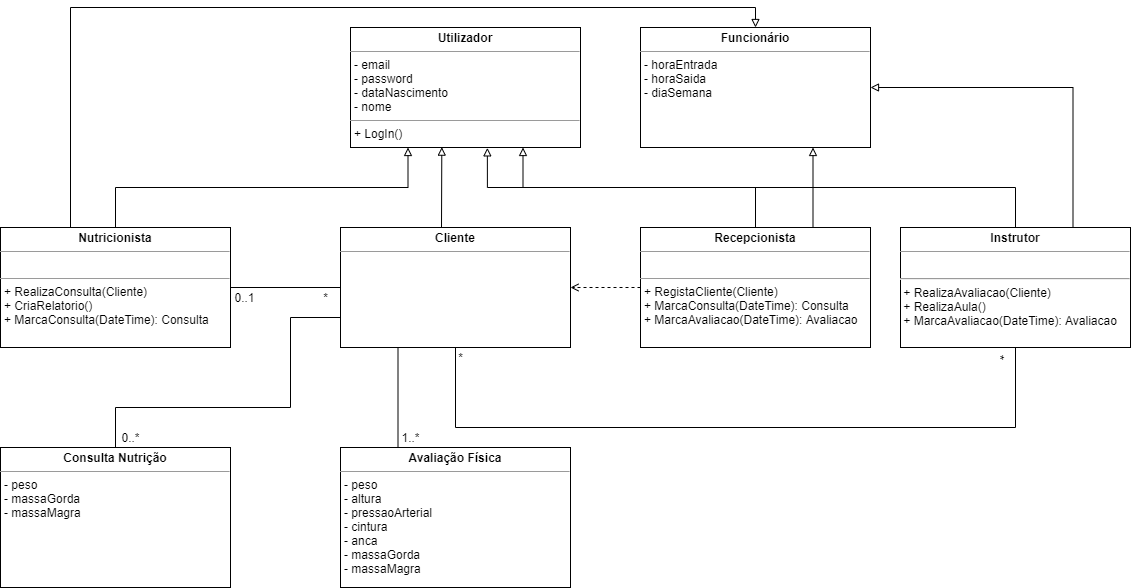 Utilizador
- email
- password
- dataNascimento
- nome
+ LogIn()
Funcionário
- horaEntrada
- horaSaida
- diaSemana
Nutricionista
+ RealizaConsulta(Cliente)
+ CriaRelatorio()
+ MarcaConsulta(DateTime): Consulta
0..1
*
Cliente
Recepcionista
+ RegistaCliente(Cliente)
+ MarcaConsulta(DateTime): Consulta
+ MarcaAvaliacao(DateTime): Avaliacao
Instrutor
+ RealizaAvaliacao(Cliente)
+ RealizaAula()
+ MarcaAvaliacao(DateTime): Avaliacao
*
*
0..*
1..*
Consulta Nutrição
- peso
- massaGorda
- massaMagra
Avaliação Física
- peso
- altura
- pressaoArterial
- cintura
- anca
- massaGorda
- massaMagra